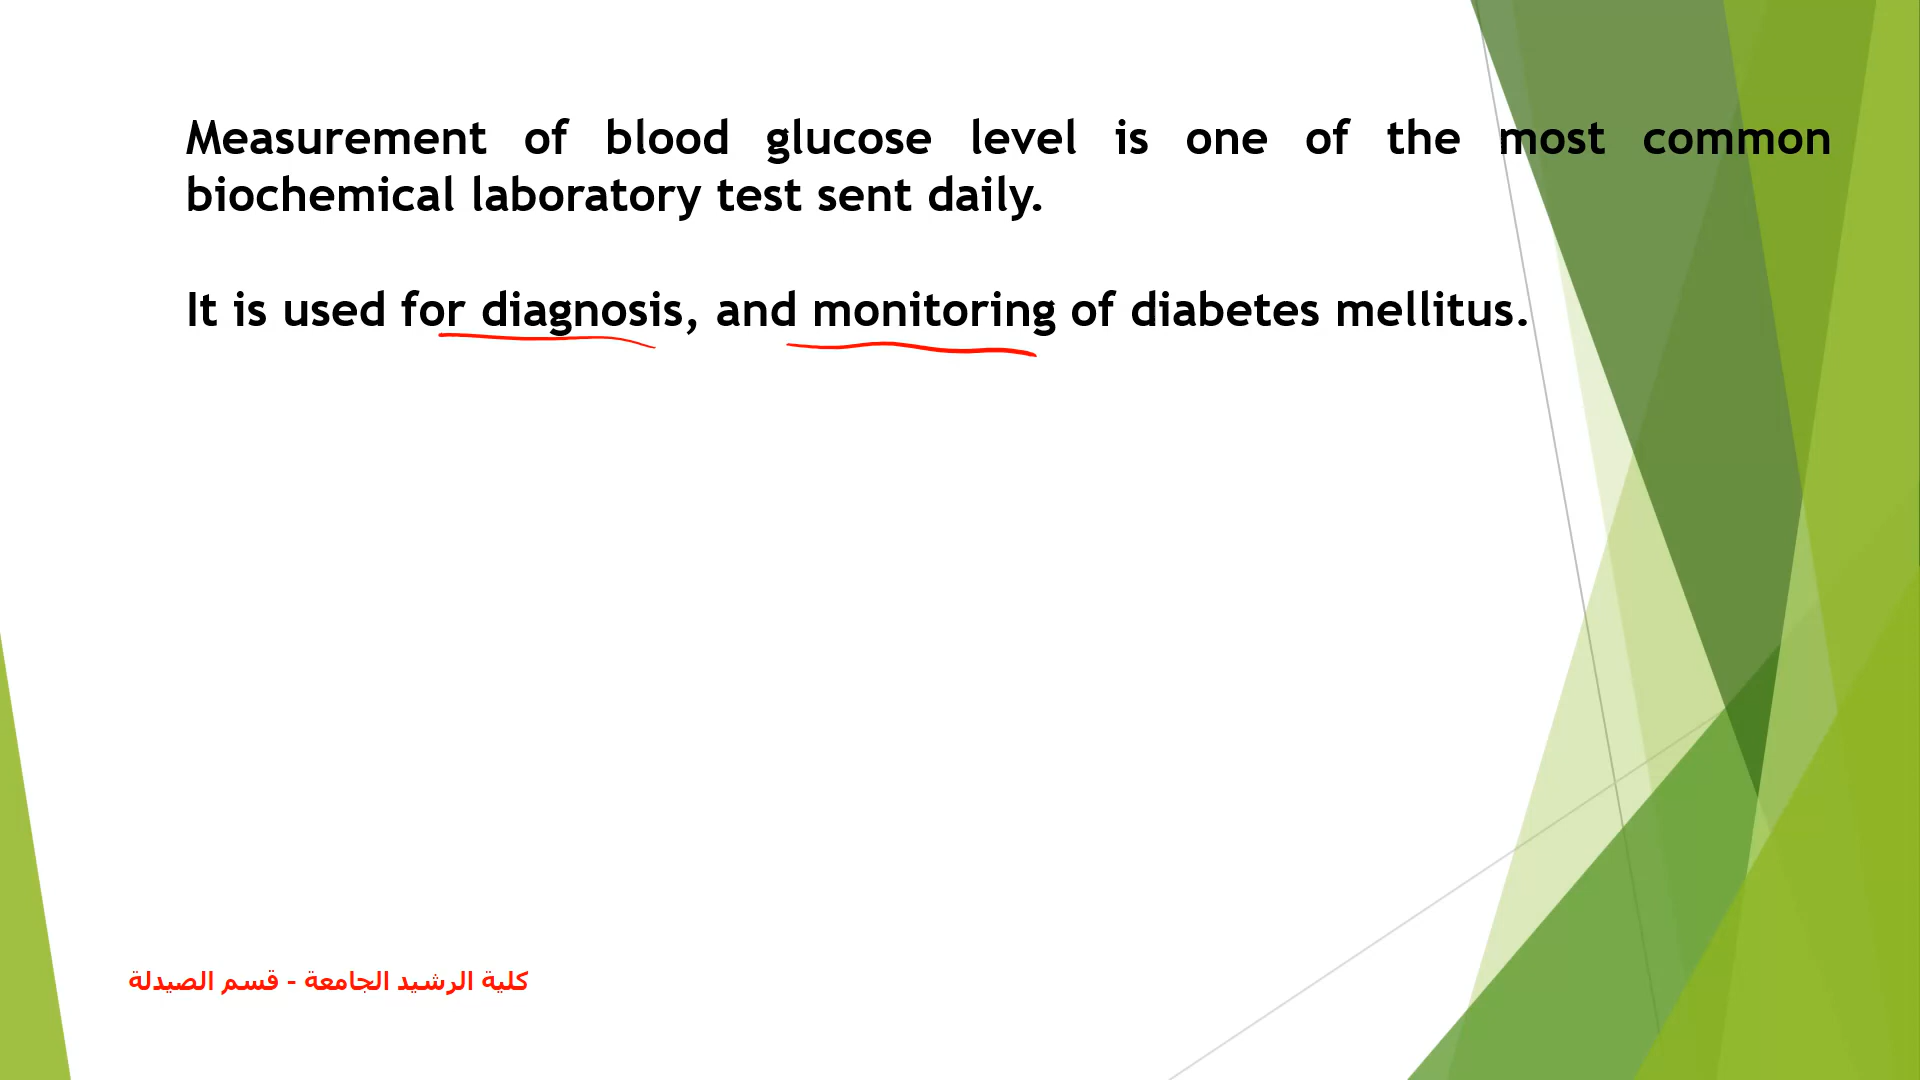 Measurement of blood glucose level is one of the most common
biochemical laboratory test sent daily.
It is used for diagnosis, and monitoring of diabetes mellitus.
كلية الرشيد الجامعة - قسم الصيدلة